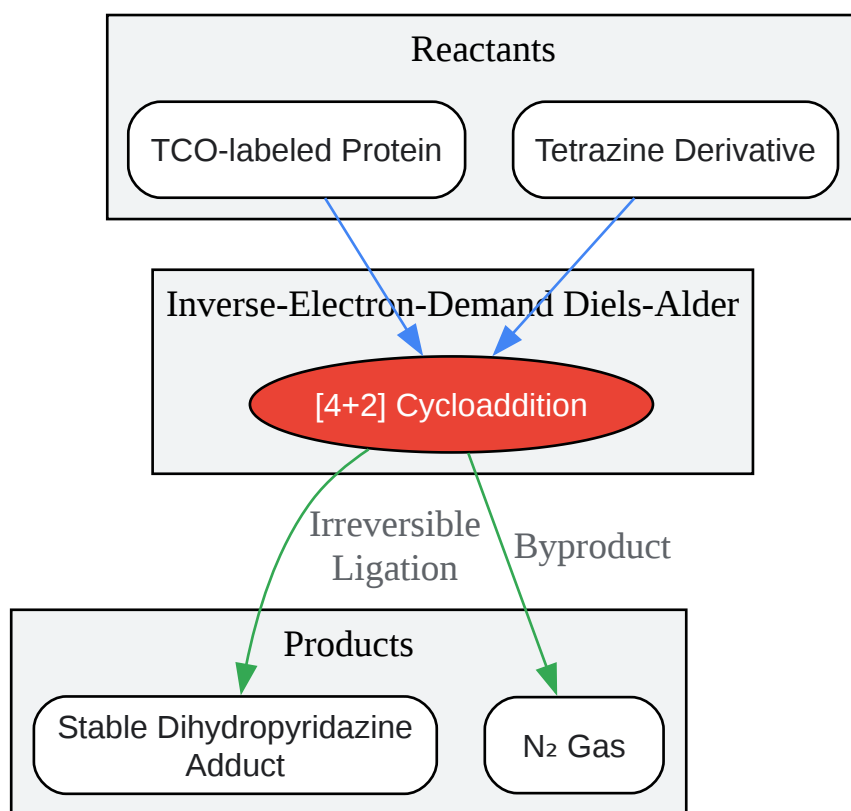 Reactants
TCO-labeled Protein
Tetrazine Derivative
Inverse-Electron-Demand Diels-Alder
[4+2] Cycloaddition
Irreversible
Ligation
Byproduct
Products
Stable Dihydropyridazine
Adduct
N₂ Gas